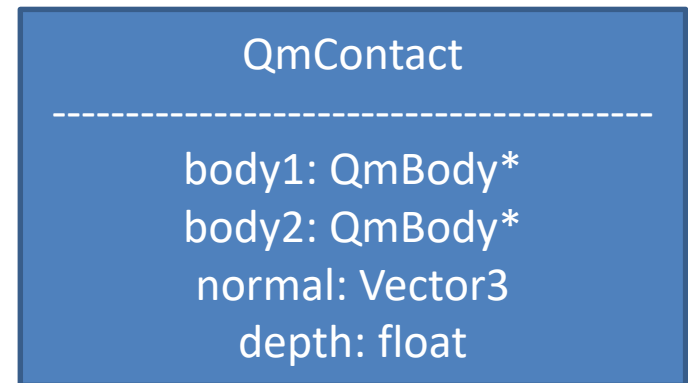 QmContact
-----------------------------------------
body1: QmBody*
body2: QmBody*
normal: Vector3
depth: float